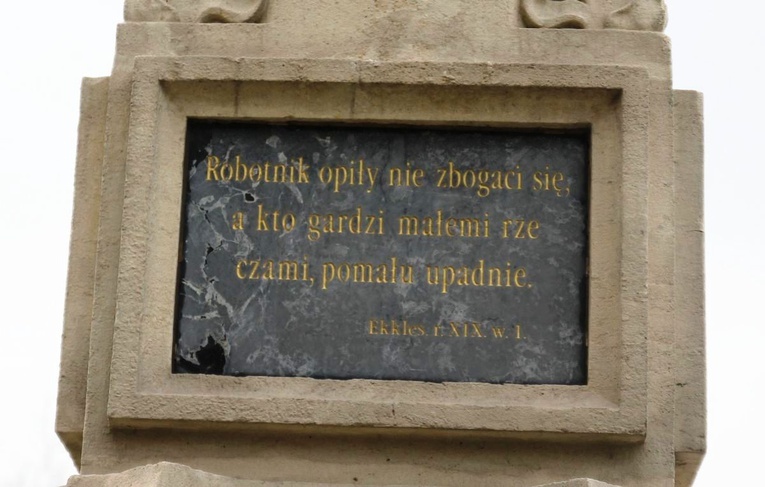 Robotnik opiły nie zbogaci się,
a kto gardzi małemi rze
czami, pomału upadnie.
Ekkles. r. XIX. w. 1.